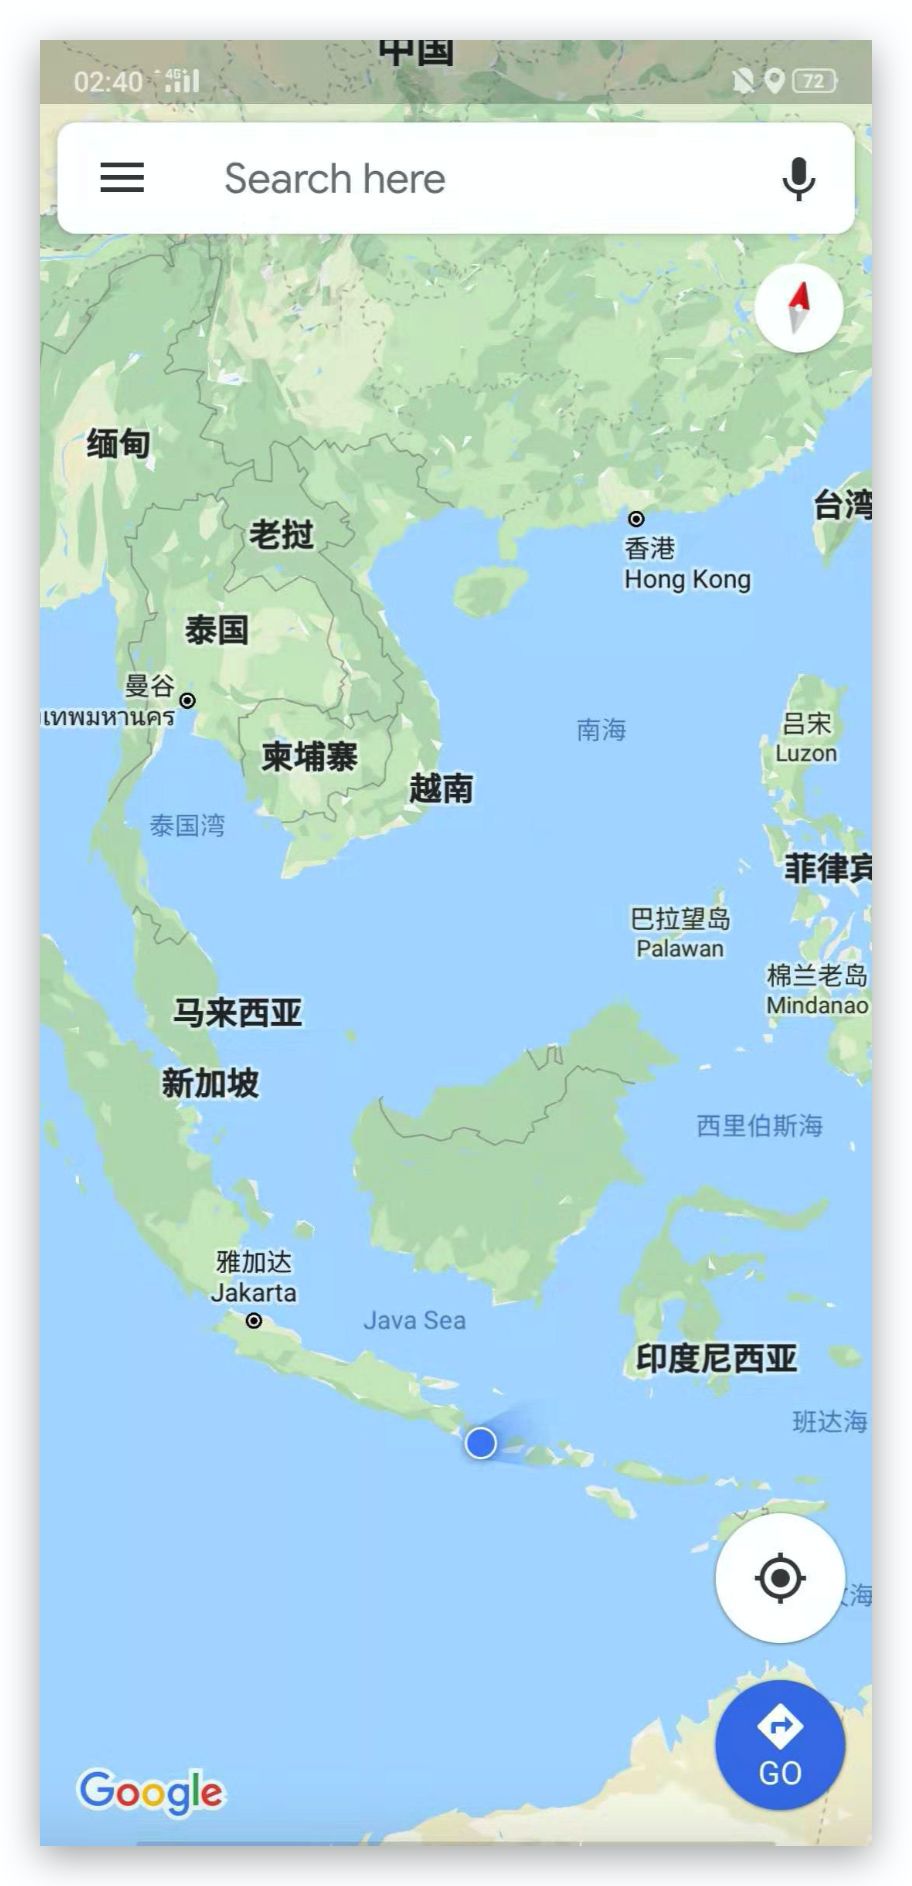 中国
02:40 4G 72
Search here
缅甸
台湾
老挝
香港
Hong Kong
泰国
曼谷
เทพมหานคร
南海
吕宋
Luzon
柬埔寨
越南
泰国湾
菲律宾
巴拉望岛
Palawan
棉兰老岛
Mindanao
马来西亚
新加坡
西里伯斯海
雅加达
Jakarta
Java Sea
印度尼西亚
班达海
海
GO
Google